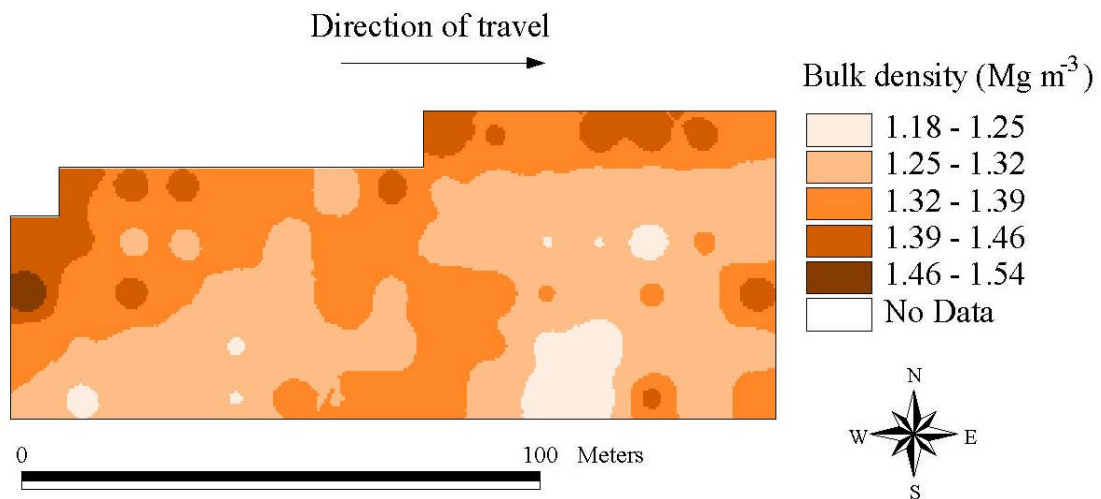 Direction of travel
Bulk density (Mg m⁻³)
1.18 - 1.25
1.25 - 1.32
1.32 - 1.39
1.39 - 1.46
1.46 - 1.54
No Data
N
W E
S
0 100 Meters